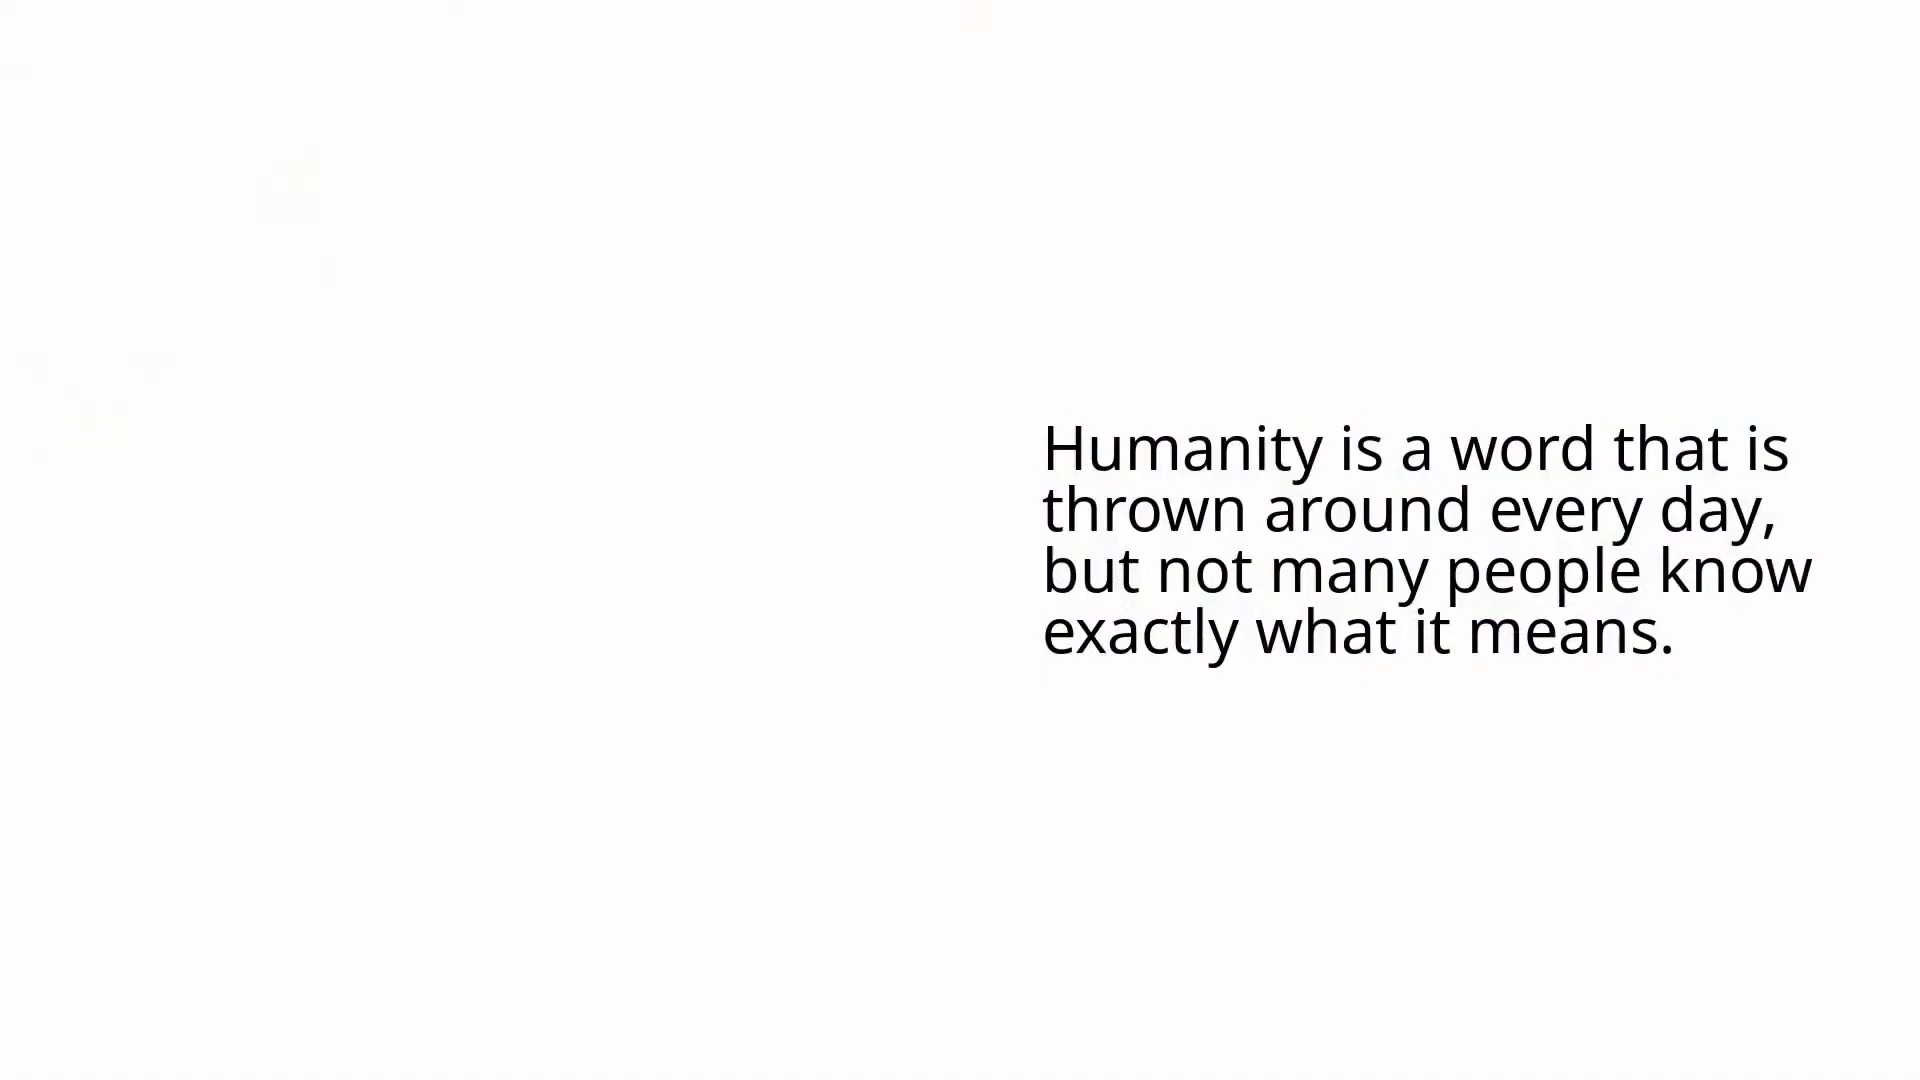 Humanity is a word that is
thrown around every day,
but not many people know
exactly what it means.